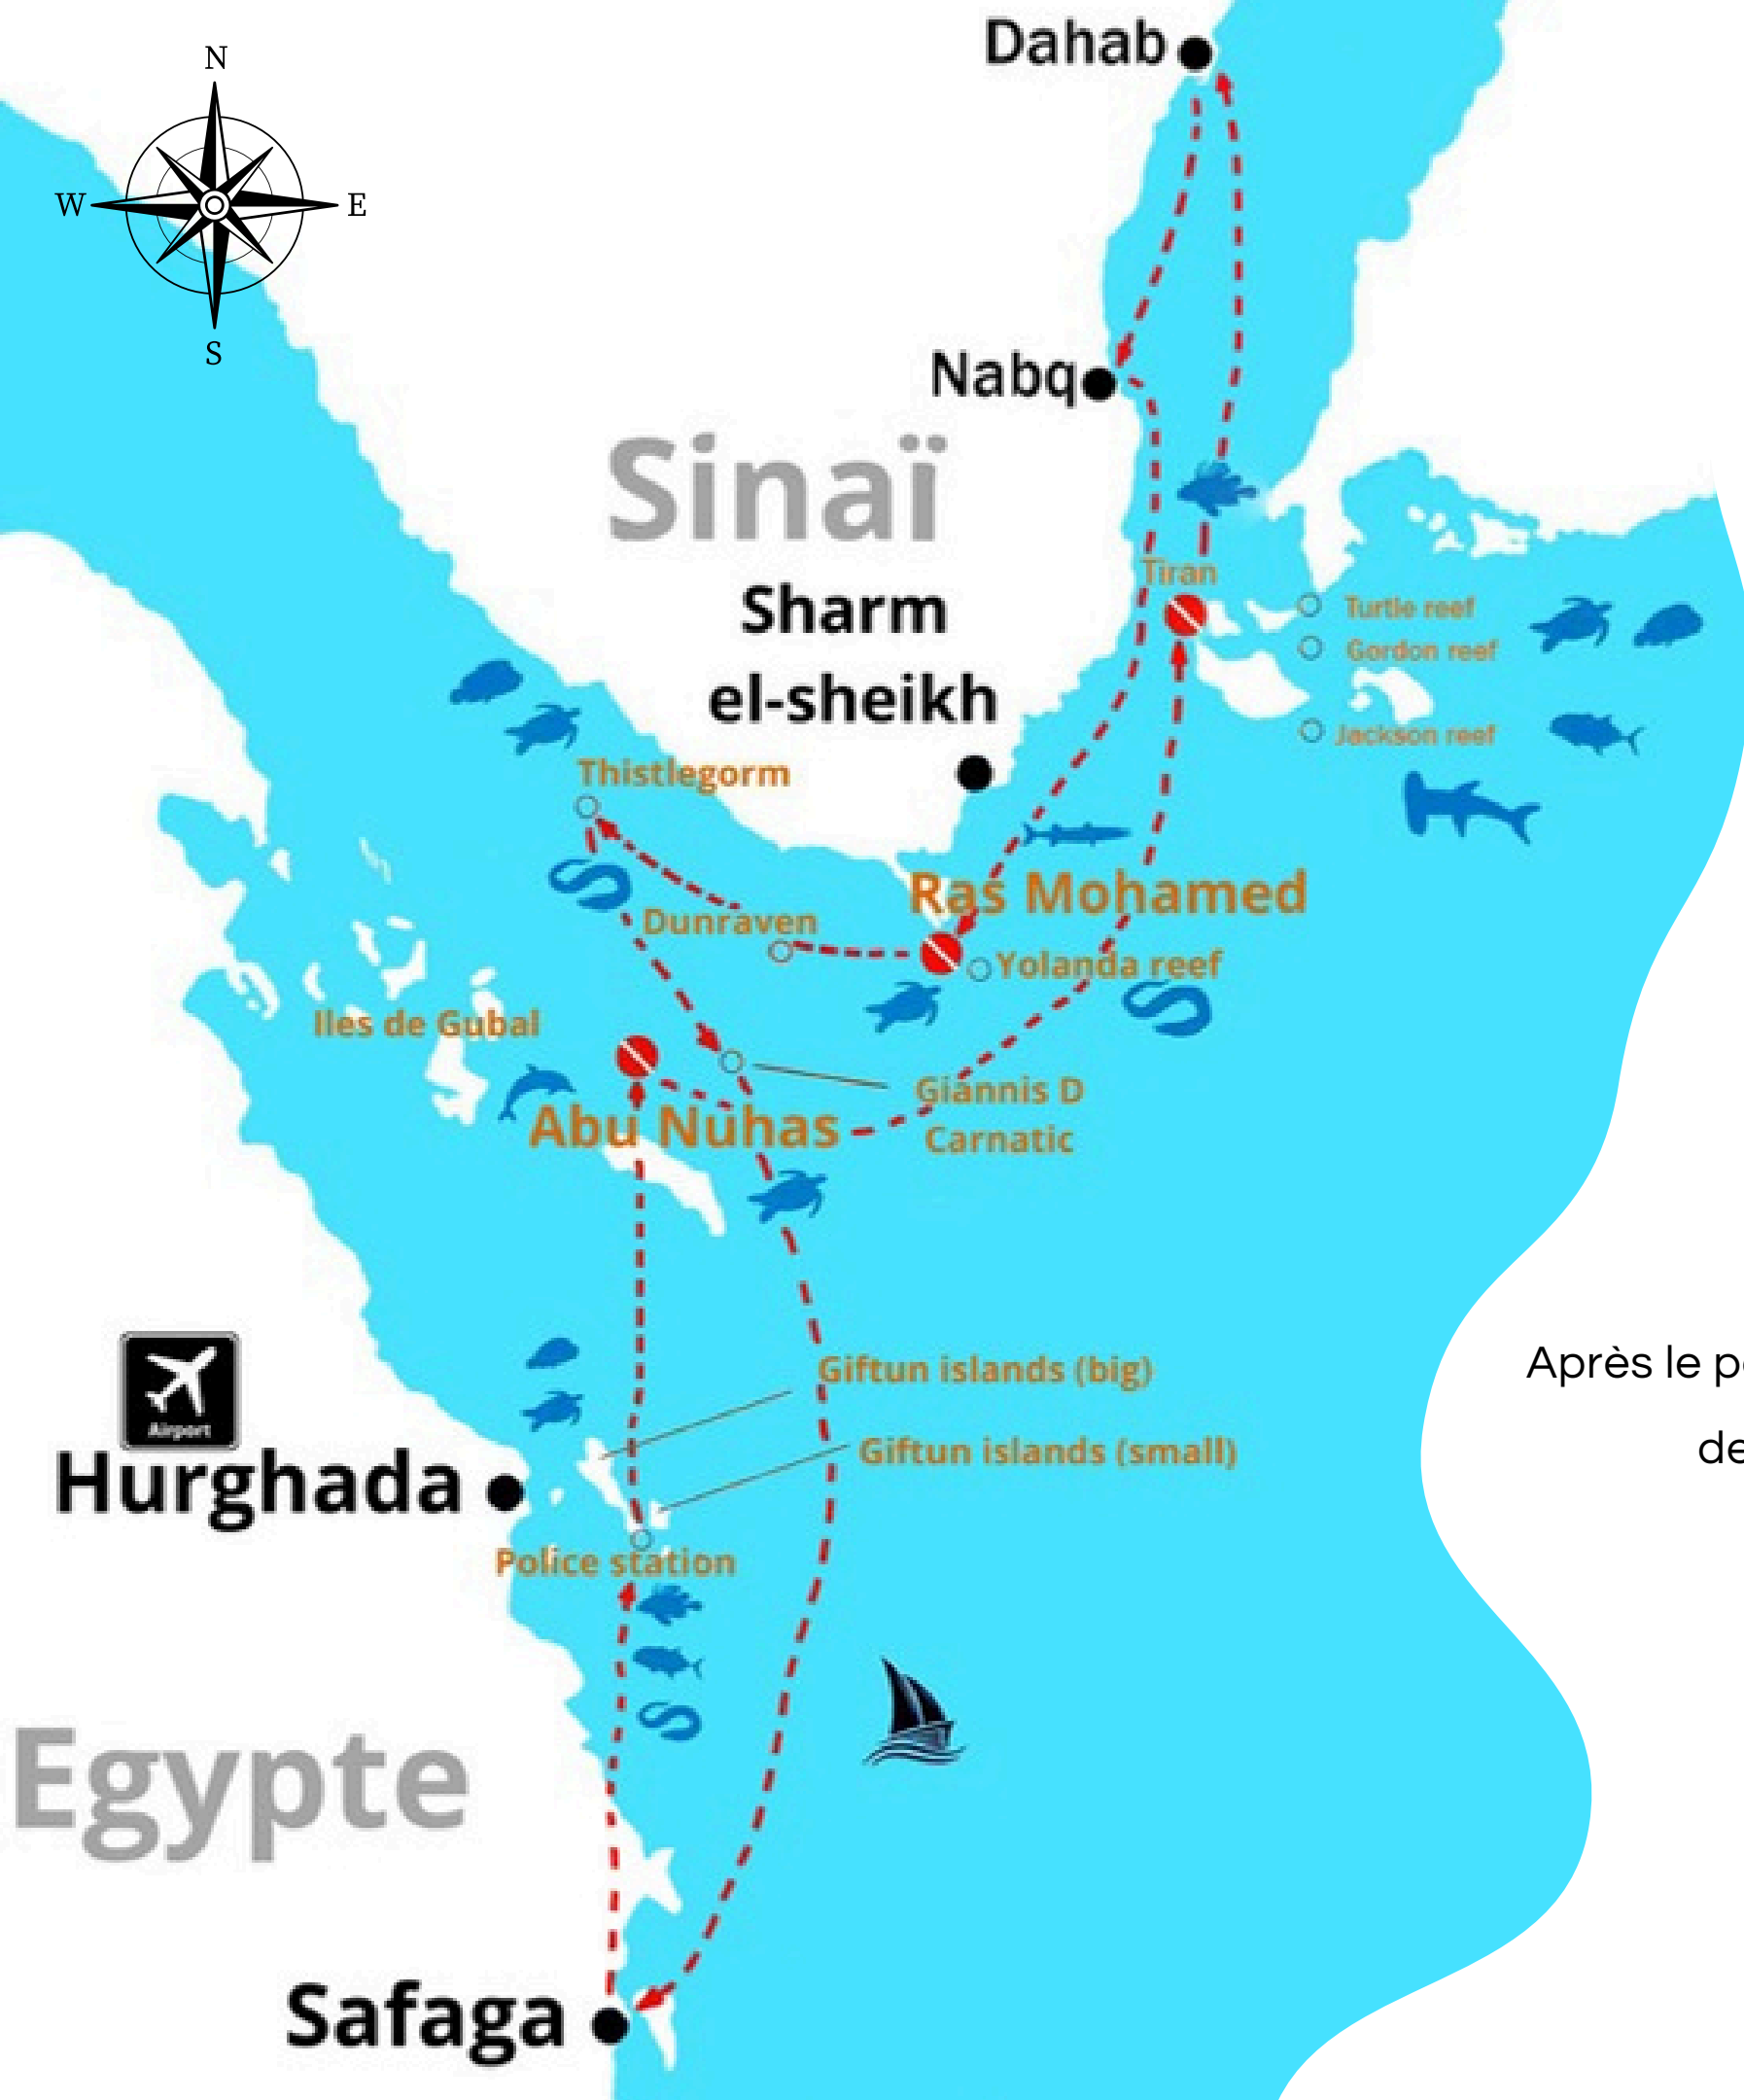 Dahab
N
W
E
S
Nabq
Sinaï
Sharm
el-sheikh
Tiran
Turtle reef
Gordon reef
Jackson reef
Thistlegorm
Ras Mohamed
Dunraven
Yolanda reef
Iles de Gubal
Giannis D
Abu Nuhas
Carnatic
Airport
Giftun islands (big)
Giftun islands (small)
Hurghada
Police station
Egypte
Safaga
Après le
de